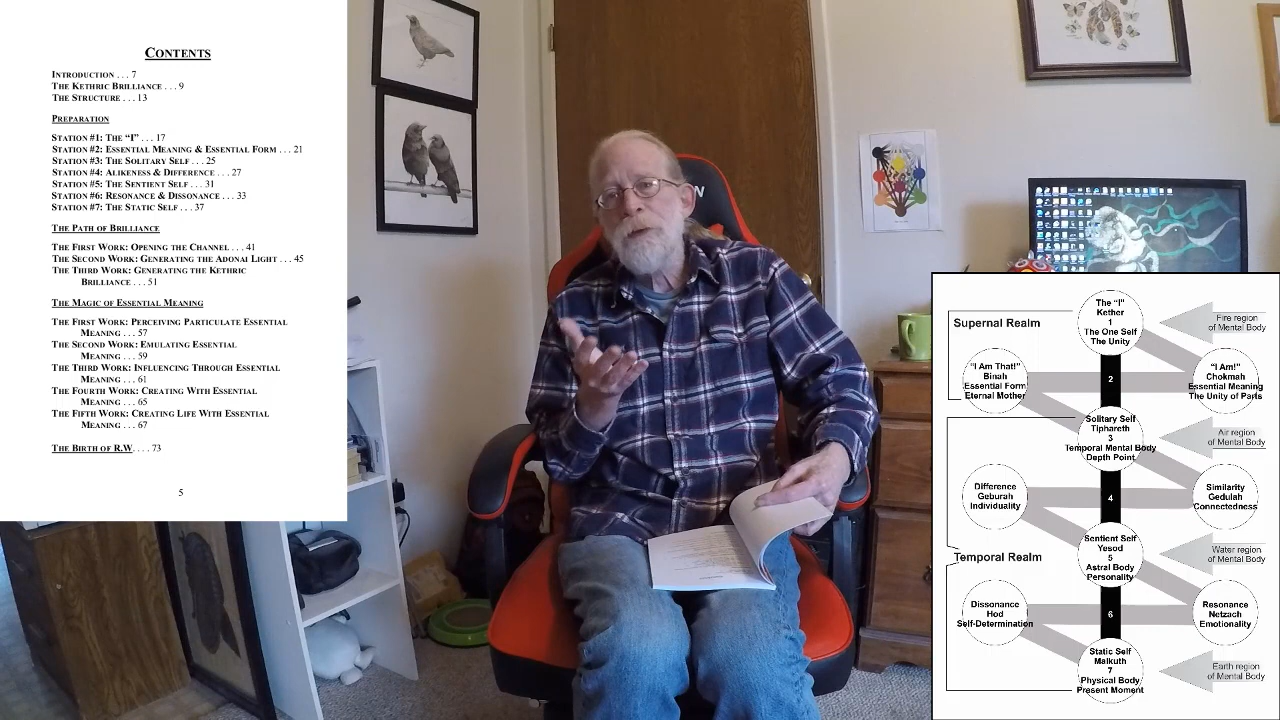 CONTENTS
INTRODUCTION . . . 7
THE KETHRIC BRILLIANCE . . . 9
THE STRUCTURE . . . 13
PREPARATION
STATION #1: THE "I" . . . 17
STATION #2: ESSENTIAL MEANING & ESSENTIAL FORM . . . 21
STATION #3: THE SOLITARY SELF . . . 25
STATION #4: ALIKENESS & DIFFERENCE . . . 27
STATION #5: THE SENTIENT SELF . . . 31
STATION #6: RESONANCE & DISSONANCE . . . 33
STATION #7: THE STATIC SELF . . . 37
THE PATH OF BRILLIANCE
THE FIRST WORK: OPENING THE CHANNEL . . . 41
THE SECOND WORK: GENERATING THE ADONAI LIGHT . . . 45
THE THIRD WORK: GENERATING THE KETHRIC
BRILLIANCE . . . 51
THE MAGIC OF ESSENTIAL MEANING
THE FIRST WORK: PERCEIVING PARTICULATE ESSENTIAL
MEANING . . . 57
THE SECOND WORK: EMULATING ESSENTIAL
MEANING . . . 59
THE THIRD WORK: INFLUENCING THROUGH ESSENTIAL
MEANING . . . 61
THE FOURTH WORK: CREATING WITH ESSENTIAL
MEANING . . . 65
THE FIFTH WORK: CREATING LIFE WITH ESSENTIAL
MEANING . . . 67
THE BIRTH OF R.W. . . . 73
5
W
The "I"
Kether
1
The One Self
The Unity
Fire region
of Mental Body
Supernal Realm
"I Am That!"
Binah
Essential Form
Eternal Mother
2
"I Am!"
Chokmah
Essential Meaning
The Unity of Parts
Solitary Self
Tiphareth
3
Temporal Mental Body
Depth Point
Air region
of Mental Body
Difference
Geburah
Individuality
4
Similarity
Gedulah
Connectedness
Temporal Realm
Sentient Self
Yesod
5
Astral Body
Personality
Water region
of Mental Body
Dissonance
Hod
Self-Determination
6
Resonance
Netzach
Emotionality
Static Self
Malkuth
7
Physical Body
Present Moment
Earth region
of Mental Body